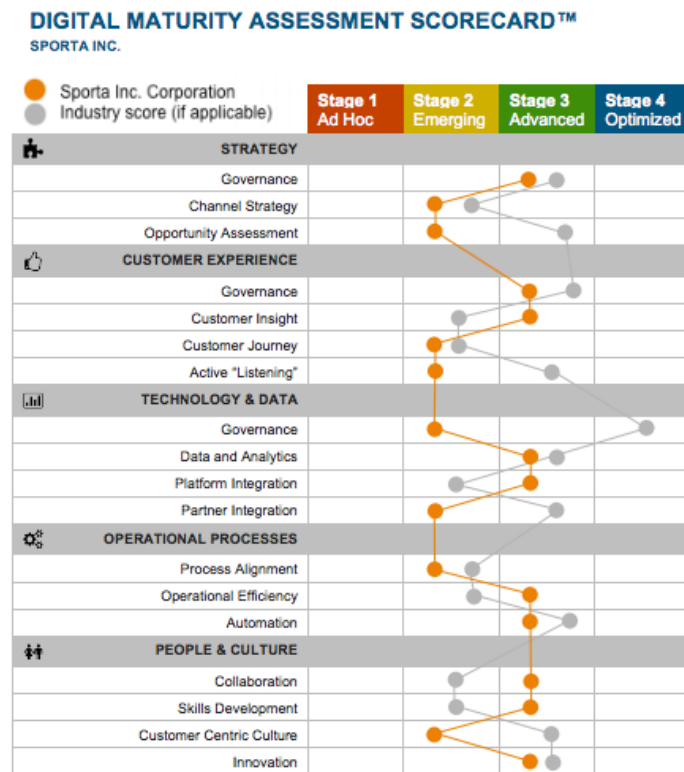 DIGITAL MATURITY ASSESSMENT SCORECARD™
SPORTA INC.
Sporta Inc. Corporation
Industry score (if applicable)
Stage 1 Stage 2 Stage 3 Stage 4
Ad Hoc Emerging Advanced Optimized
STRATEGY
Governance
Channel Strategy
Opportunity Assessment
CUSTOMER EXPERIENCE
Governance
Customer Insight
Customer Journey
Active "Listening"
TECHNOLOGY & DATA
Governance
Data and Analytics
Platform Integration
Partner Integration
OPERATIONAL PROCESSES
Process Alignment
Operational Efficiency
Automation
PEOPLE & CULTURE
Collaboration
Skills Development
Customer Centric Culture
Innovation